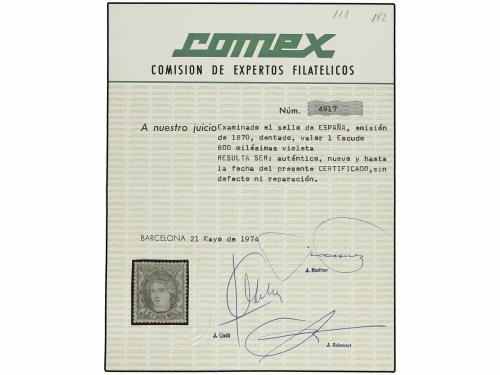 111 142
comex
COMISION DE EXPERTOS FILATELICOS
Núm. 4917
A nuestro juicio Examinado el sello de ESPAÑA, emisión
de 1870, dentado, valor 1 Escudo
600 milésimas violeta
RESULTA SER: auténtico, nuevo y hasta
la fecha del presente CERTIFICADO, sin
defecto ni reparación.
BARCELONA 21 Mayo de 1974
J. Llach